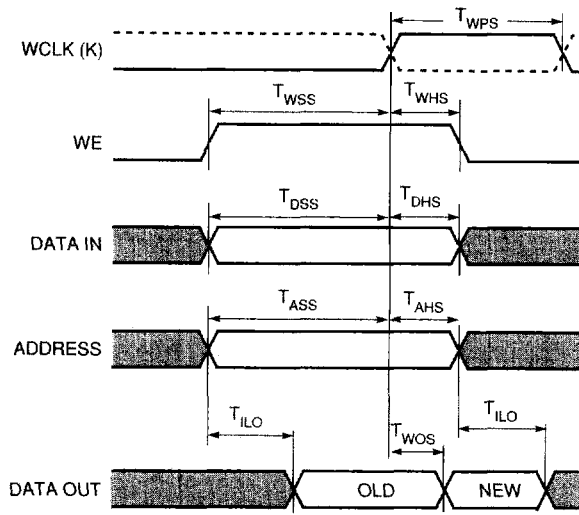 T_WPS
WCLK (K)
T_WSS T_WHS
WE
T_DSS T_DHS
DATA IN
T_ASS T_AHS
ADDRESS
T_ILO T_WOS T_ILO
DATA OUT OLD NEW